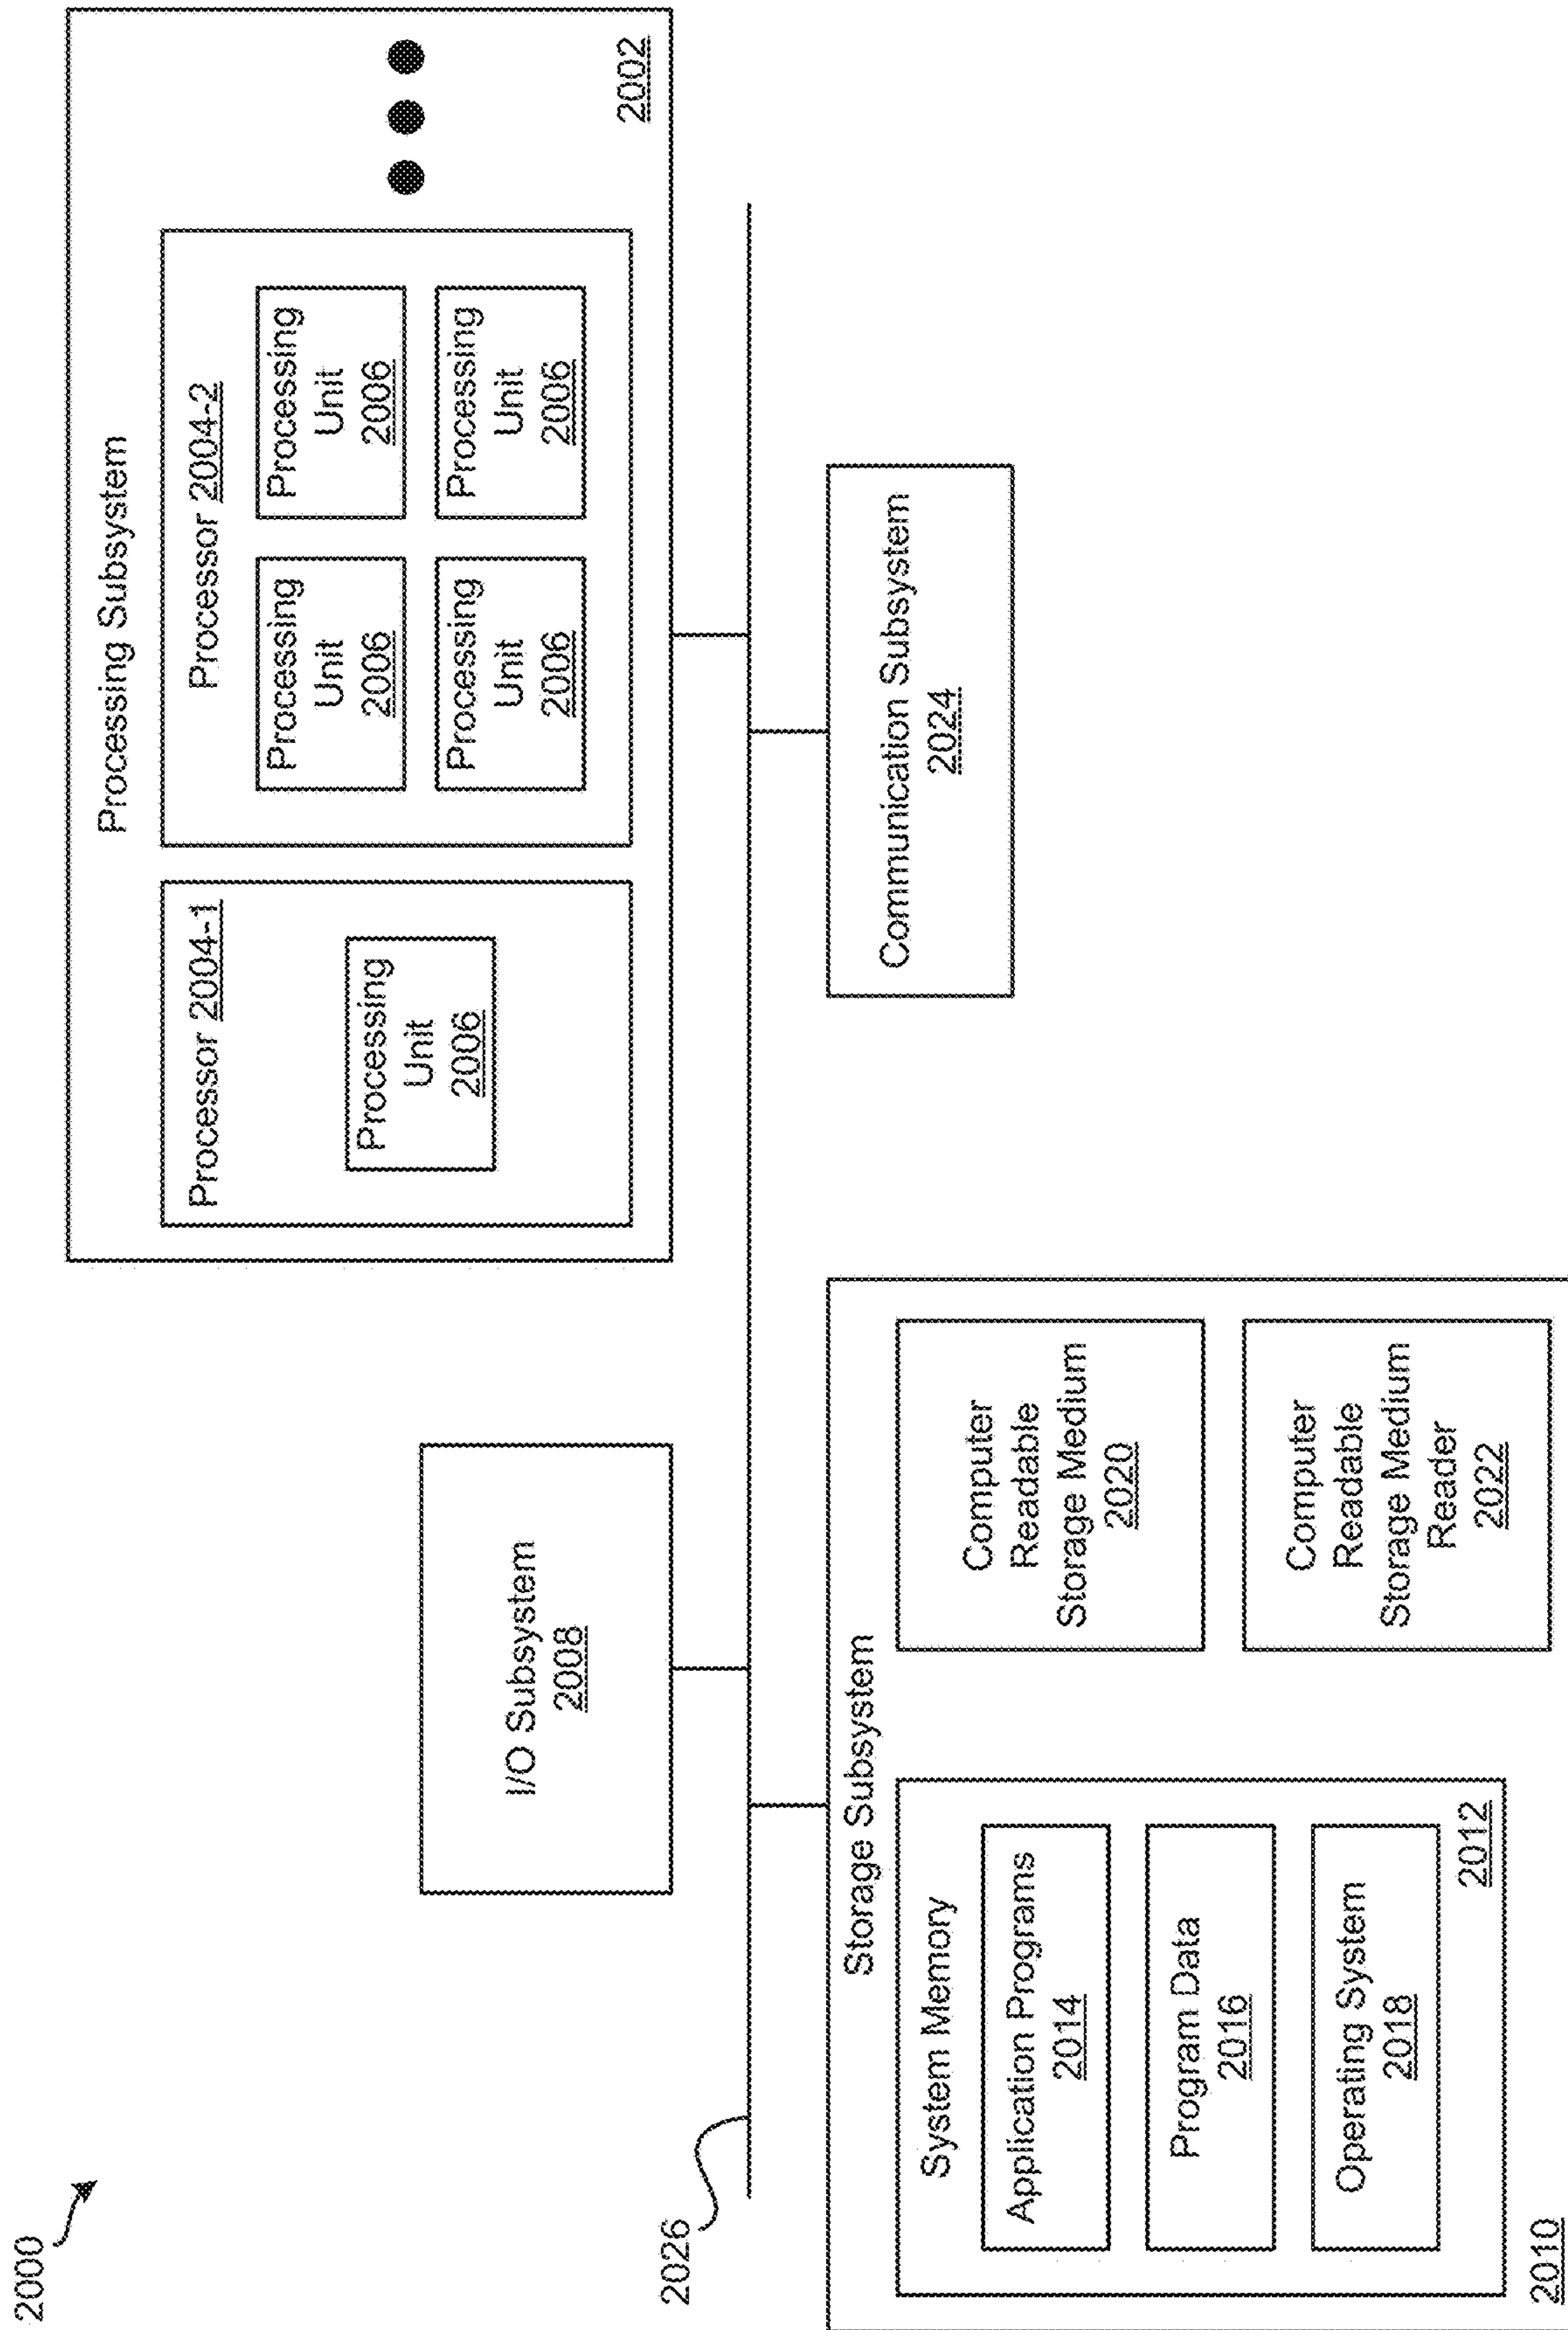 2000
Processing Subsystem
Processor 2004-1
Processing
Unit
2006
Processor 2004-2
Processing
Unit
2006
Processing
Unit
2006
Processing
Unit
2006
Processing
Unit
2006
2002
I/O Subsystem
2008
2026
Communication Subsystem
2024
Storage Subsystem
System Memory
Application Programs
2014
Program Data
2016
Operating System
2018
2012
Computer
Readable
Storage Medium
2020
Computer
Readable
Storage Medium
Reader
2022
2010